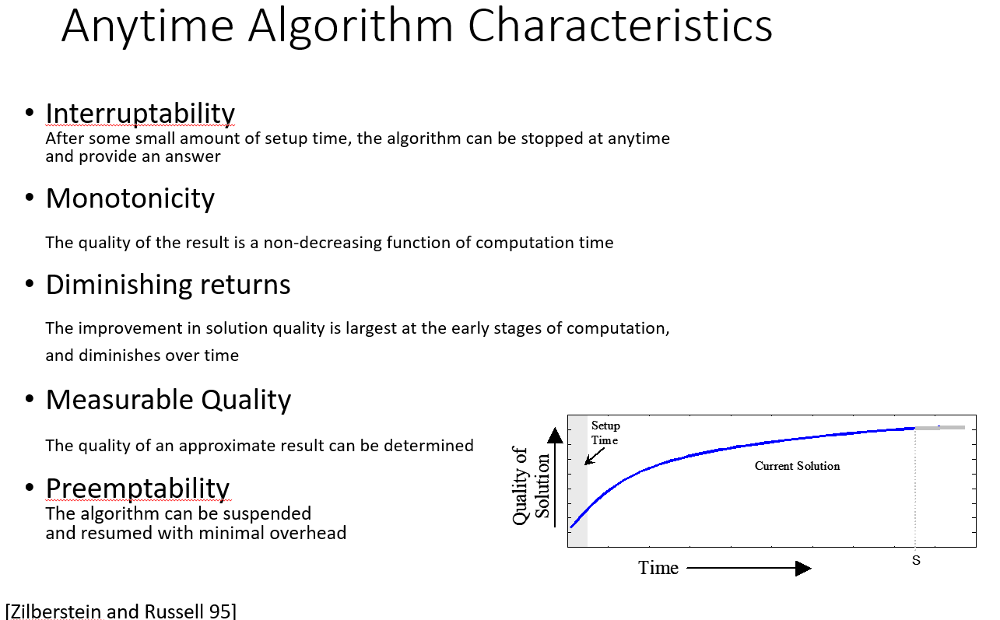 Anytime Algorithm Characteristics
• Interruptability
After some small amount of setup time, the algorithm can be stopped at anytime
and provide an answer
• Monotonicity
The quality of the result is a non-decreasing function of computation time
• Diminishing returns
The improvement in solution quality is largest at the early stages of computation,
and diminishes over time
• Measurable Quality
The quality of an approximate result can be determined
• Preemptability
The algorithm can be suspended
and resumed with minimal overhead
Quality of
Solution
Setup
Time
Current Solution
S
Time
[Zilberstein and Russell 95]